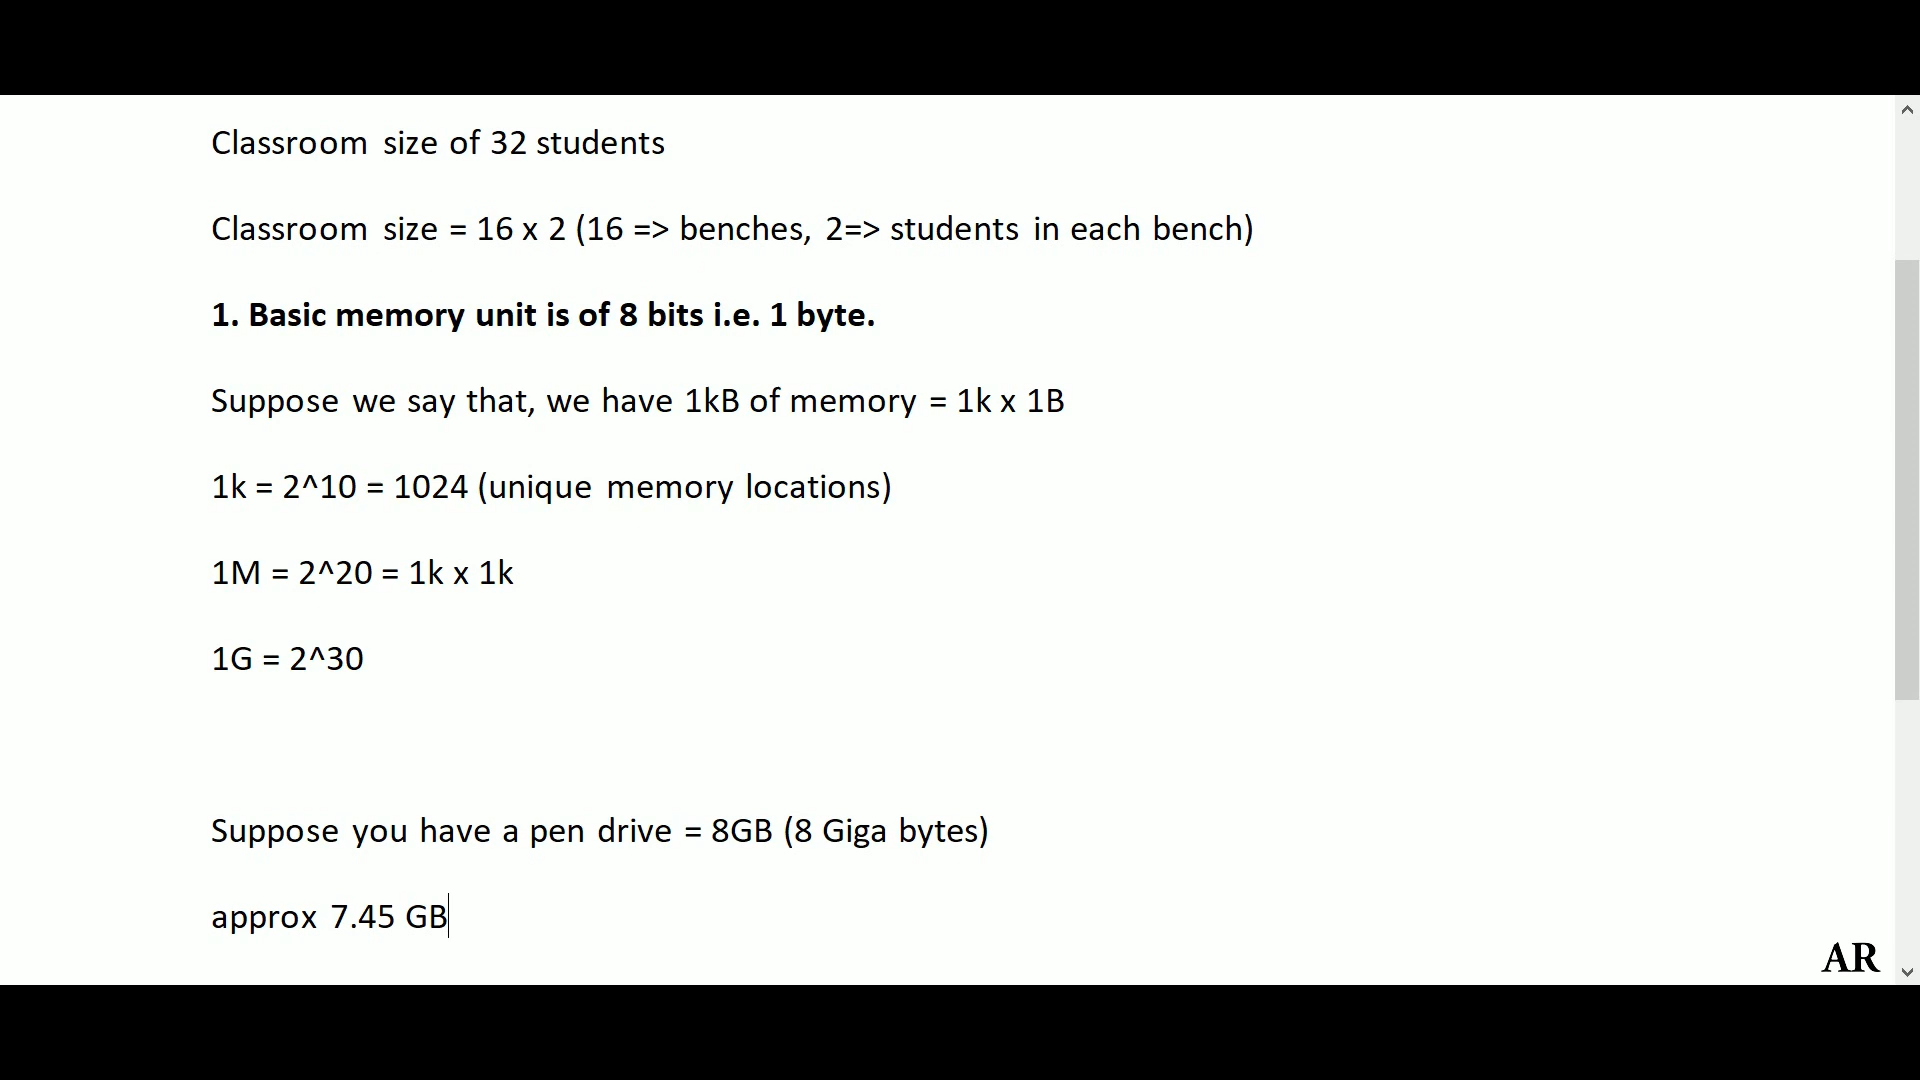 Classroom size of 32 students
Classroom size = 16 x 2 (16 => benches, 2=> students in each bench)
1. Basic memory unit is of 8 bits i.e. 1 byte.
Suppose we say that, we have 1kB of memory = 1k x 1B
1k = 2^10 = 1024 (unique memory locations)
1M = 2^20 = 1k x 1k
1G = 2^30
Suppose you have a pen drive = 8GB (8 Giga bytes)
approx 7.45 GB
AR